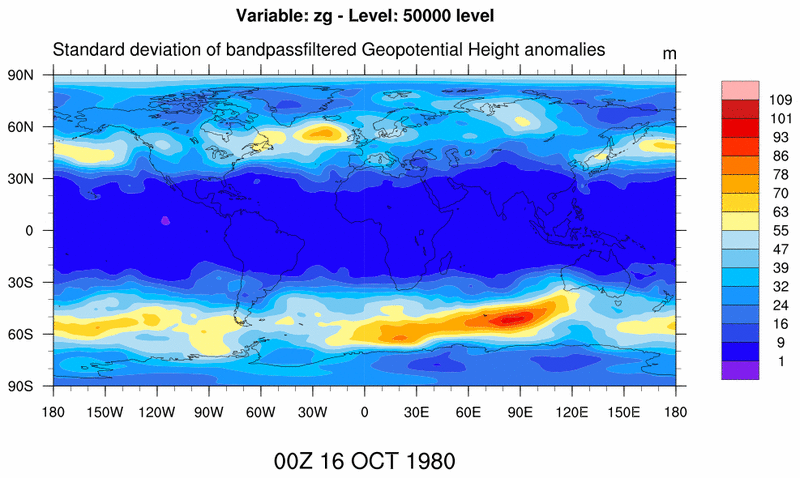 Variable: zg - Level: 50000 level
Standard deviation of bandpassfiltered Geopotential Height anomalies
m
90N
60N
30N
0
30S
60S
90S
180 150W 120W 90W 60W 30W 0 30E 60E 90E 120E 150E 180
109
101
93
86
78
70
63
55
47
39
32
24
16
9
1
00Z 16 OCT 1980